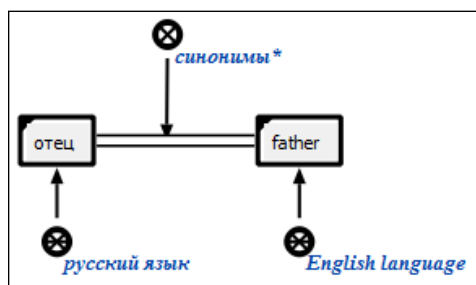 синонимы*
отец
father
русский язык
English language